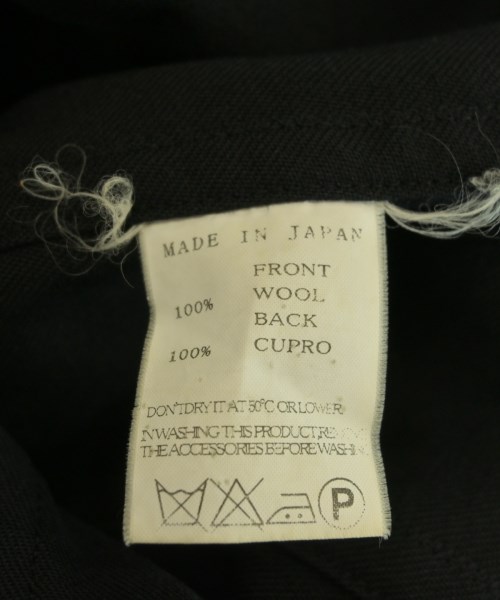 MADE IN JAPAN
FRONT
100% WOOL
BACK
100% CUPRO
DON'T DRY IT AT 50°C OR LOWER
IN WASHING THIS PRODUCT,
THE ACCESSORIES BEFORE
P